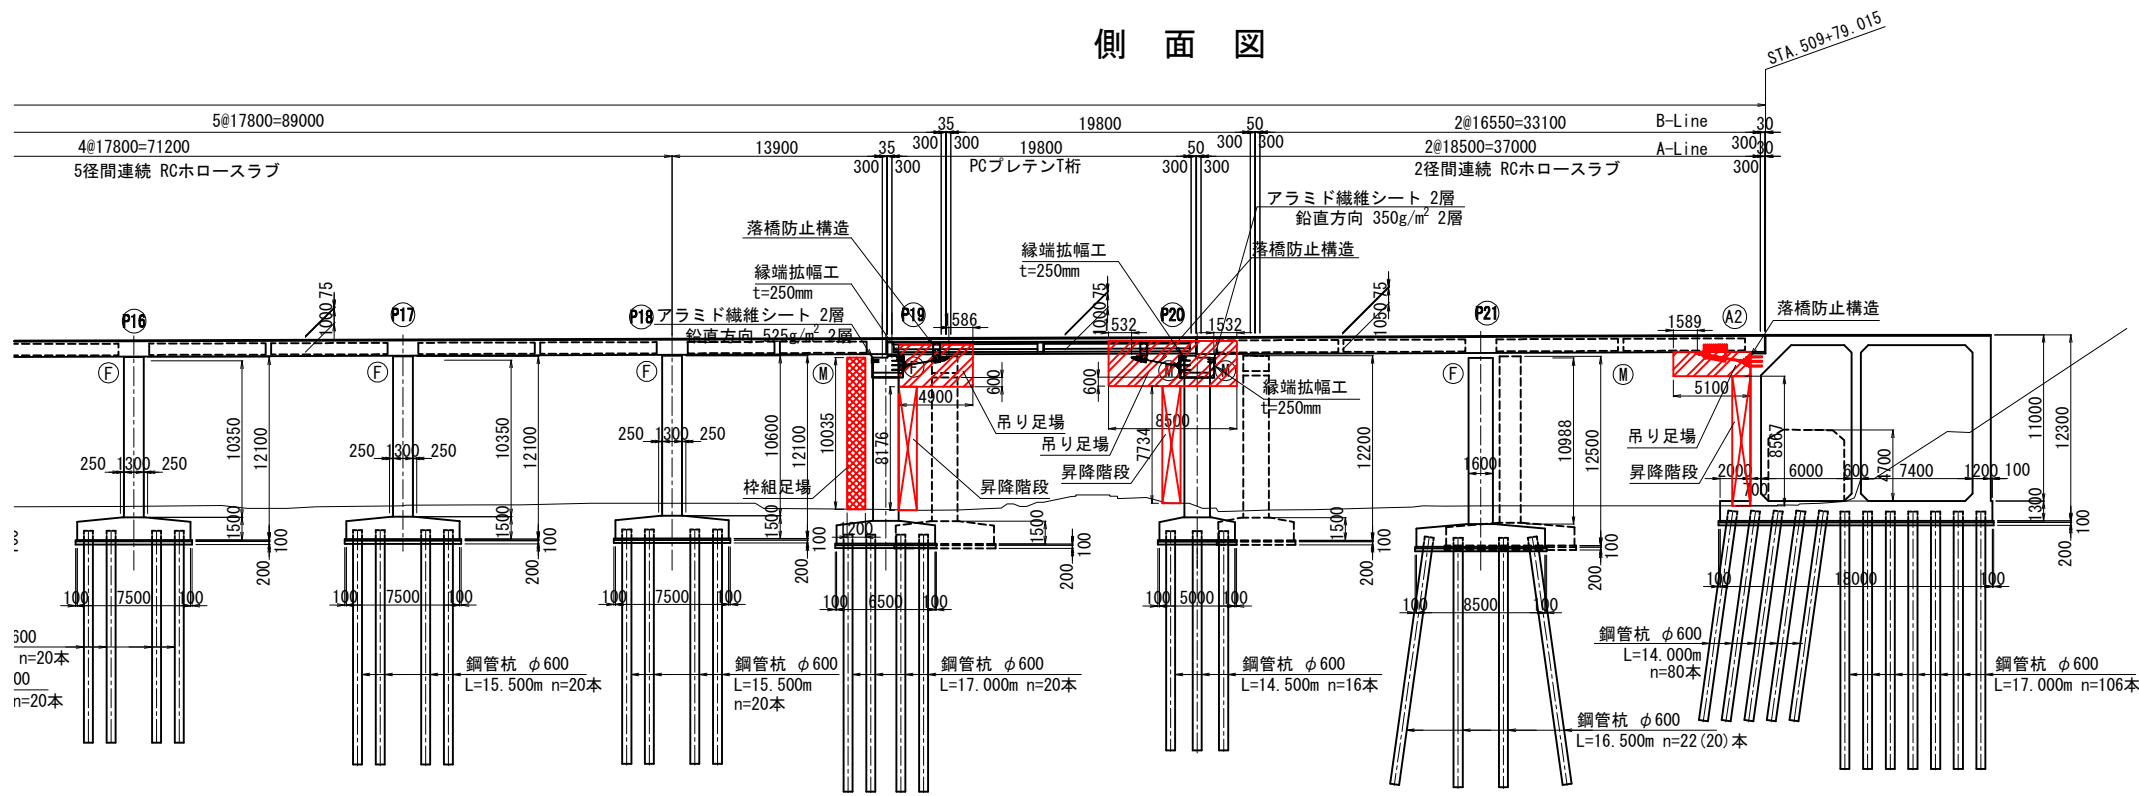 側 面 図
STA.509+79.015
5@17800=89000
35
19800
50
2@16550=33100
B-Line
30
300
300
300
300
300
4@17800=71200
13900
35
19800
50
2@18500=37000
A-Line
30
5径間連続 RCホロースラブ
300
300
PCプレテンT桁
300
300
2径間連続 RCホロースラブ
300
アラミド繊維シート 2層
鉛直方向 350g/m² 2層
落橋防止構造
縁端拡幅工
t=250mm
落橋防止構造
縁端拡幅工
t=250mm
アラミド繊維シート 2層
鉛直方向 525g/m² 2層
落橋防止構造
75
1000
75
1000
75
1050
P16
P17
P18
P19
P20
P21
A2
1586
1532
1532
1589
F
F
F
M
F
M
M
F
M
600
600
4900
8500
5100
縁端拡幅工
t=250mm
吊り足場
吊り足場
吊り足場
250
1300
250
10350
12100
250
1300
250
10350
12100
250
1300
250
10600
12100
10035
8176
7734
12200
1600
10988
12500
8567
4700
11000
12300
枠組足場
昇降階段
昇降階段
昇降階段
2000
6000
600
7400
1200
100
700
1500
100
200
1500
100
200
1500
100
200
100
1200
1500
100
200
1500
100
200
100
200
1300
100
200
100
7500
100
100
7500
100
100
7500
100
100
6500
100
100
5000
100
100
8500
100
100
18000
100
600
n=20本
00
n=20本
鋼管杭 φ600
L=15.500m n=20本
鋼管杭 φ600
L=15.500m
n=20本
鋼管杭 φ600
L=17.000m n=20本
鋼管杭 φ600
L=14.500m n=16本
鋼管杭 φ600
L=16.500m n=22(20)本
鋼管杭 φ600
L=14.000m
n=80本
鋼管杭 φ600
L=17.000m n=106本